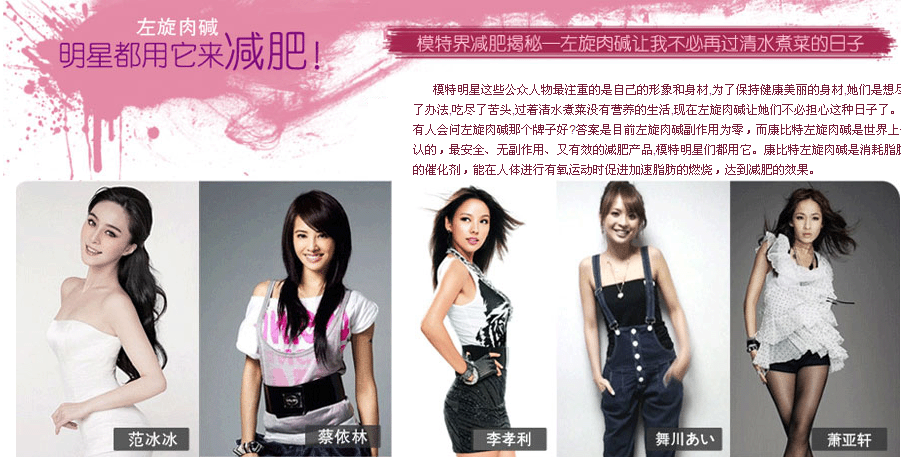 左旋肉碱
明星都用它来减肥!
模特界减肥揭秘—左旋肉碱让我不必再过清水煮菜的日子
模特明星这些公众人物最注重的是自己的形象和身材,为了保持健康美丽的身材,她们是想尽
了办法,吃尽了苦头,过着清水煮菜没有营养的生活,现在左旋肉碱让她们不必担心这种日子了。
有人会问左旋肉碱那个牌子好?答案是目前左旋肉碱副作用为零，而康比特左旋肉碱是世界上公
认的，最安全、无副作用、又有效的减肥产品,模特明星们都用它。康比特左旋肉碱是消耗脂肪
的催化剂，能在人体进行有氧运动时促进加速脂肪的燃烧，达到减肥的效果。
范冰冰
蔡依林
李孝利
舞川あい
萧亚轩